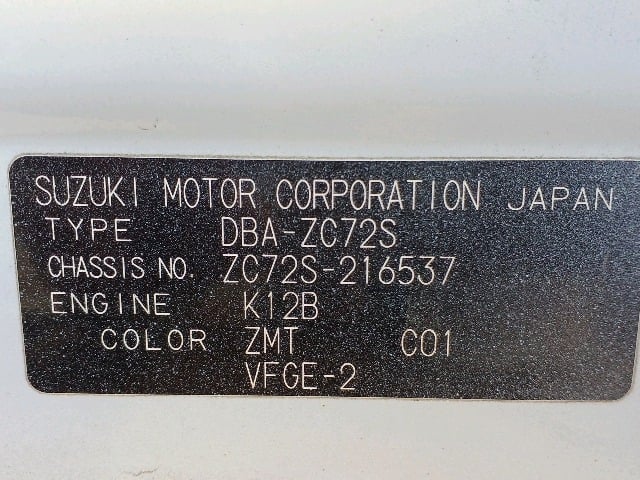 SUZUKI MOTOR CORPORATION JAPAN
TYPE DBA-ZC72S
CHASSIS NO. ZC72S-216537
ENGINE K12B
COLOR ZMT C01
VFGE-2